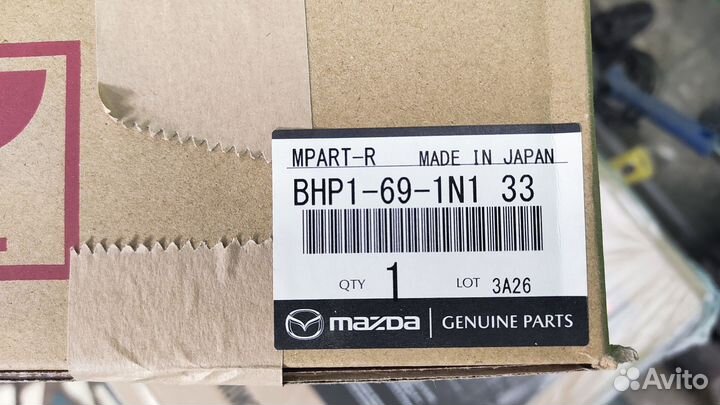 MPART-R MADE IN JAPAN
BHP1-69-1N1 33
QTY 1 LOT 3A26
mazda GENUINE PARTS
Avito